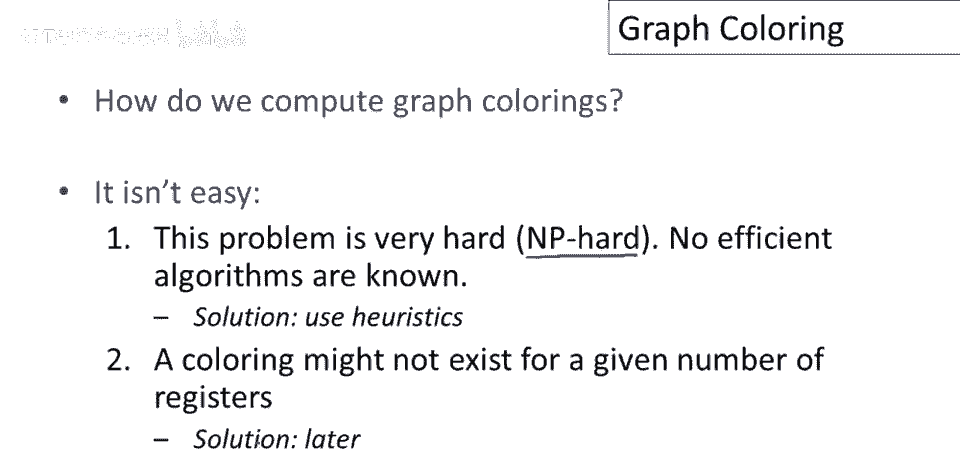 Graph Coloring
• How do we compute graph colorings?
• It isn't easy:
1. This problem is very hard (NP-hard). No efficient
algorithms are known.
– Solution: use heuristics
2. A coloring might not exist for a given number of
registers
– Solution: later